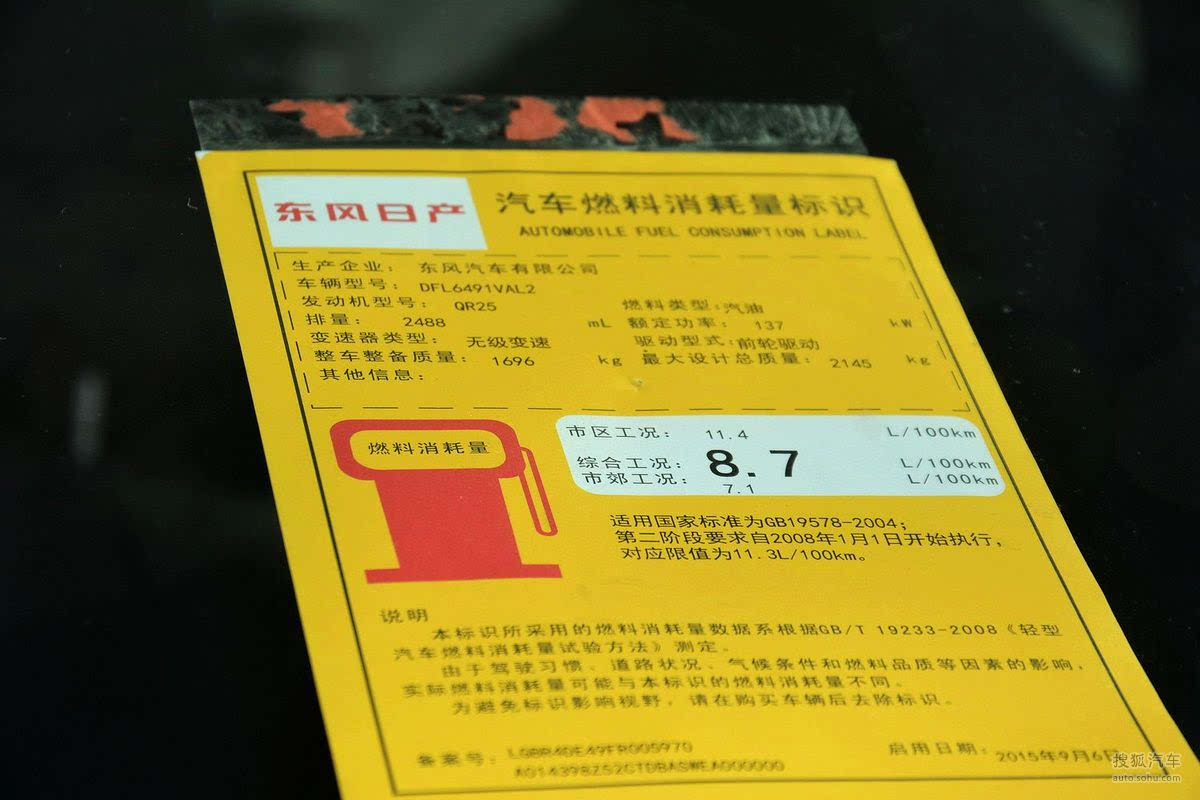 东风日产
汽车燃料消耗量标识
AUTOMOBILE FUEL CONSUMPTION LABEL
生产企业： 东风汽车有限公司
车辆型号： DFL6491VAL2
发动机型号： QR25 燃料类型：汽油
排量： 2488 mL 额定功率： 137 kW
变速器类型： 无级变速 驱动型式：前轮驱动
整车整备质量： 1696 kg 最大设计总质量： 2145 kg
其他信息：
燃料消耗量
市区工况： 11.4 L/100km
综合工况： 8.7 L/100km
市郊工况： 7.1 L/100km
适用国家标准为GB19578-2004；
第二阶段要求自2008年1月1日开始执行，
对应限值为11.3L/100km。
说明
本标识所采用的燃料消耗量数据系根据GB/T 19233-2008《轻型
汽车燃料消耗量试验方法》测定。
由于驾驶习惯、道路状况、气候条件和燃料品质等因素的影响，
实际燃料消耗量可能与本标识的燃料消耗量不同。
为避免标识影响视野，请在购买车辆后去除标识。
备案号： LGBR4DE49FR005970 启用日期： 2015年9月6日
A014398Z52CTDBASWEA000000
搜狐汽车
auto.sohu.com